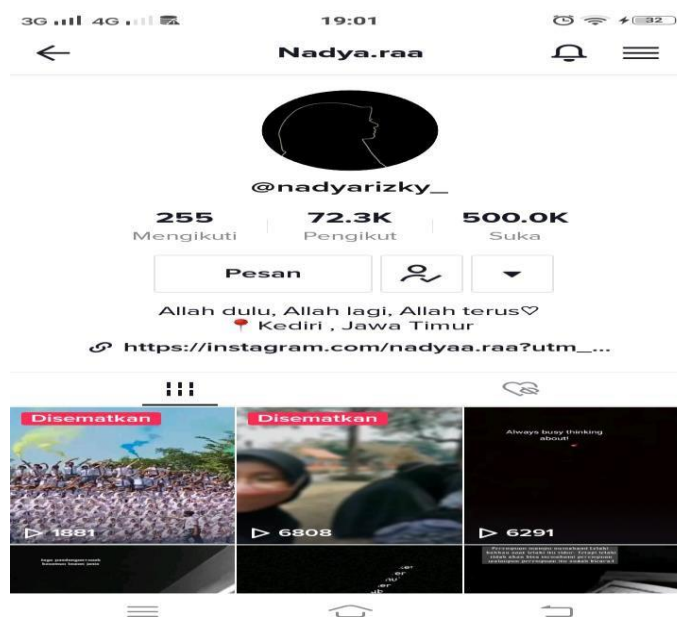 3G 4G 19:01 32
Nadya.raa
@nadyarizky_
255 72.3K 500.0K
Mengikuti Pengikut Suka
Pesan
Allah dulu, Allah lagi, Allah terus♡
📍 Kediri , Jawa Timur
https://instagram.com/nadyaa.raa?utm_...
Disematkan Disematkan
Always busy thinking
about!
1881 6808 6291